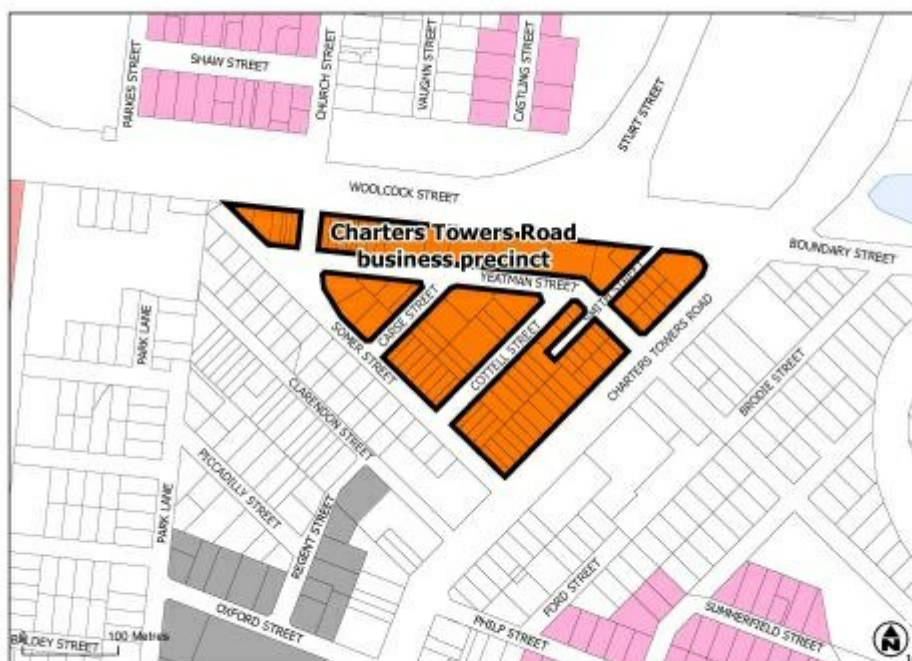 SHAW STREET
PARKES STREET
CHURCH STREET
VAUGHN STREET
CASTLING STREET
STURT STREET
WOOLCOCK STREET
Charters Towers Road
business precinct
BOUNDARY STREET
YEATMAN STREET
CARSE STREET
COTTELL STREET
SOMER STREET
CHARTERS TOWERS ROAD
BRODIE STREET
PARK LANE
CLARENDON STREET
PICCADILLY STREET
PARK LANE
REGENT STREET
OXFORD STREET
FORD STREET
PHILP STREET
SUMMERFIELD STREET
BALDEY STREET
100 Metres
N